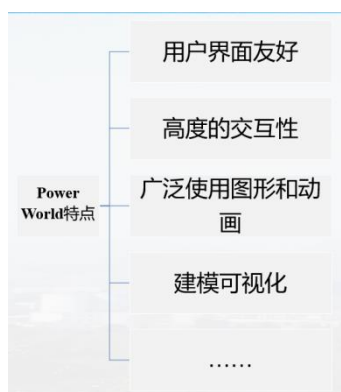 用户界面友好
高度的交互性
Power
World特点
广泛使用图形和动
画
建模可视化
……